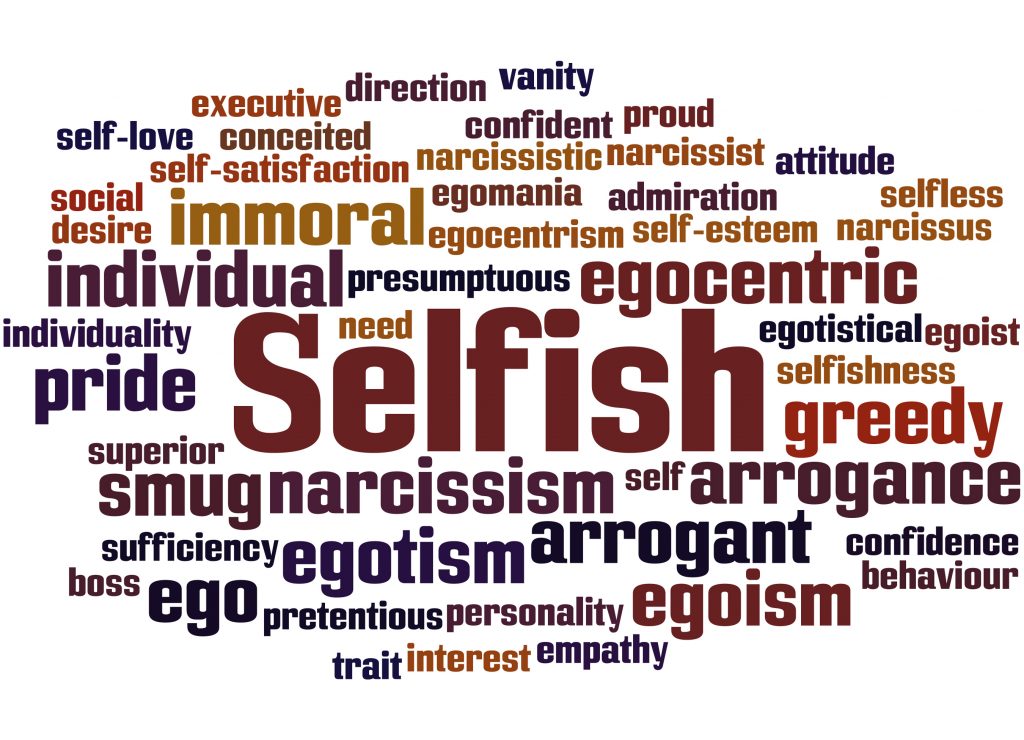 vanity
direction
executive
proud
confident
self-love
conceited
narcissistic
narcissist
attitude
self-satisfaction
egomania
admiration
selfless
social
immoral
desire
egocentrism
self-esteem
narcissus
individual
presumptuous
egocentric
individuality
need
egotistical
egoist
Selfish
selfishness
pride
greedy
superior
smug
narcissism
self
arrogance
sufficiency
egotism
arrogant
confidence
boss
ego
behaviour
pretentious
personality
egoism
trait
interest
empathy